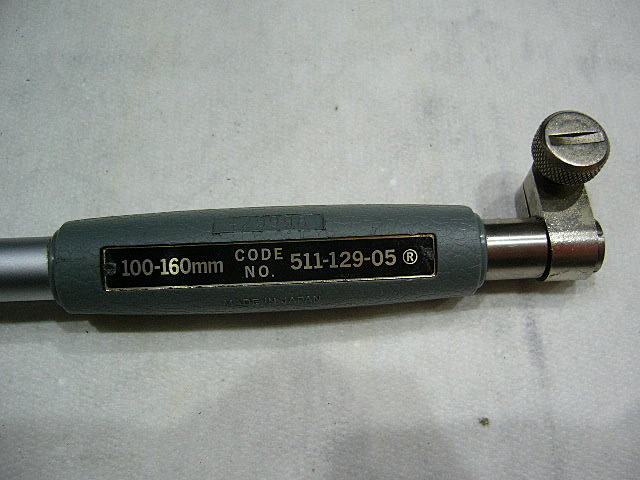 100-160mm CODE NO. 511-129-05 ®
MADE IN JAPAN